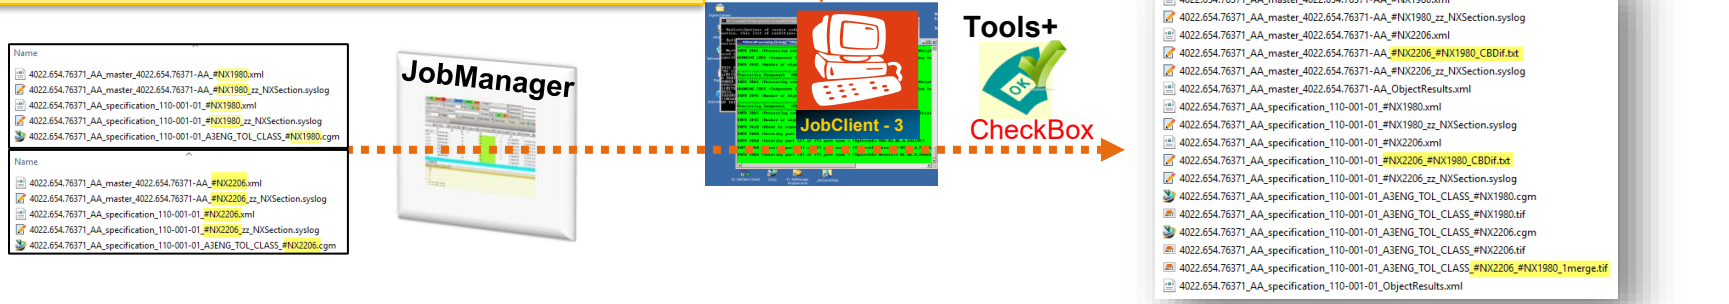 Name
4022.654.76371_AA_master_4022.654.76371-AA_#NX1980.xml
4022.654.76371_AA_master_4022.654.76371-AA_#NX1980_zz_NXSection.syslog
4022.654.76371_AA_specification_110-001-01_#NX1980.xml
4022.654.76371_AA_specification_110-001-01_#NX1980_zz_NXSection.syslog
4022.654.76371_AA_specification_110-001-01_A3ENG_TOL_CLASS_#NX1980.cgm
Name
4022.654.76371_AA_master_4022.654.76371-AA_#NX2206.xml
4022.654.76371_AA_master_4022.654.76371-AA_#NX2206_zz_NXSection.syslog
4022.654.76371_AA_specification_110-001-01_#NX2206.xml
4022.654.76371_AA_specification_110-001-01_#NX2206_zz_NXSection.syslog
4022.654.76371_AA_specification_110-001-01_A3ENG_TOL_CLASS_#NX2206.cgm
JobManager
JobClient - 3
Tools+
OK
CheckBox
4022.654.76371_AA_master_4022.654.76371-AA_#NX1980.xml
4022.654.76371_AA_master_4022.654.76371-AA_#NX1980_zz_NXSection.syslog
4022.654.76371_AA_master_4022.654.76371-AA_#NX2206.xml
4022.654.76371_AA_master_4022.654.76371-AA_#NX2206_#NX1980_CBDif.txt
4022.654.76371_AA_master_4022.654.76371-AA_#NX2206_zz_NXSection.syslog
4022.654.76371_AA_master_4022.654.76371-AA_ObjectResults.xml
4022.654.76371_AA_specification_110-001-01_#NX1980.xml
4022.654.76371_AA_specification_110-001-01_#NX1980_zz_NXSection.syslog
4022.654.76371_AA_specification_110-001-01_#NX2206.xml
4022.654.76371_AA_specification_110-001-01_#NX2206_#NX1980_CBDif.txt
4022.654.76371_AA_specification_110-001-01_#NX2206_zz_NXSection.syslog
4022.654.76371_AA_specification_110-001-01_A3ENG_TOL_CLASS_#NX1980.cgm
4022.654.76371_AA_specification_110-001-01_A3ENG_TOL_CLASS_#NX1980.tif
4022.654.76371_AA_specification_110-001-01_A3ENG_TOL_CLASS_#NX2206.cgm
4022.654.76371_AA_specification_110-001-01_A3ENG_TOL_CLASS_#NX2206.tif
4022.654.76371_AA_specification_110-001-01_A3ENG_TOL_CLASS_#NX2206_#NX1980_1merge.tif
4022.654.76371_AA_specification_110-001-01_ObjectResults.xml